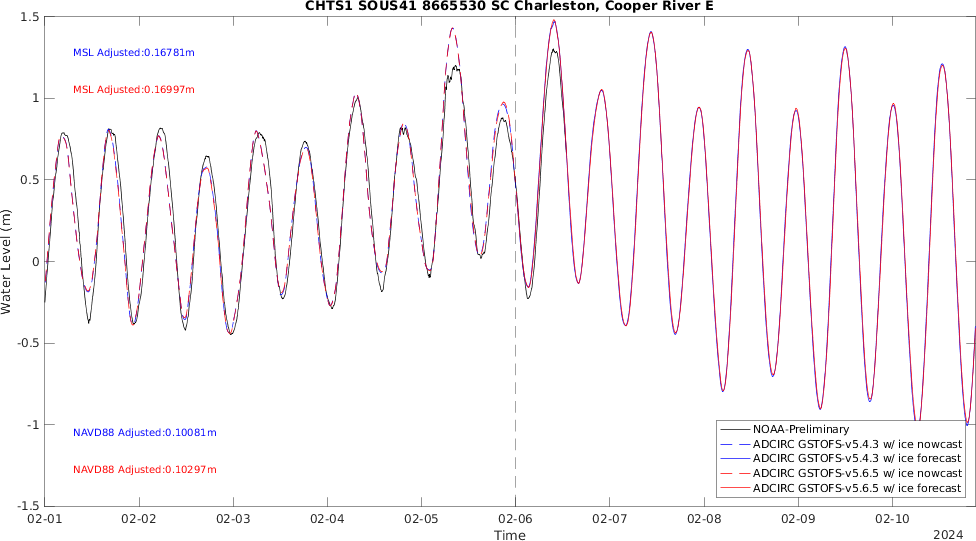 CHTS1 SOUS41 8665530 SC Charleston, Cooper River E
1.5
MSL Adjusted:0.16781m
MSL Adjusted:0.16997m
1
0.5
0
-0.5
-1
-1.5
Water Level (m)
NAVD88 Adjusted:0.10081m
NAVD88 Adjusted:0.10297m
NOAA-Preliminary
ADCIRC GSTOFS-v5.4.3 w/ ice nowcast
ADCIRC GSTOFS-v5.4.3 w/ ice forecast
ADCIRC GSTOFS-v5.6.5 w/ ice nowcast
ADCIRC GSTOFS-v5.6.5 w/ ice forecast
02-01 02-02 02-03 02-04 02-05 02-06 02-07 02-08 02-09 02-10
Time
2024